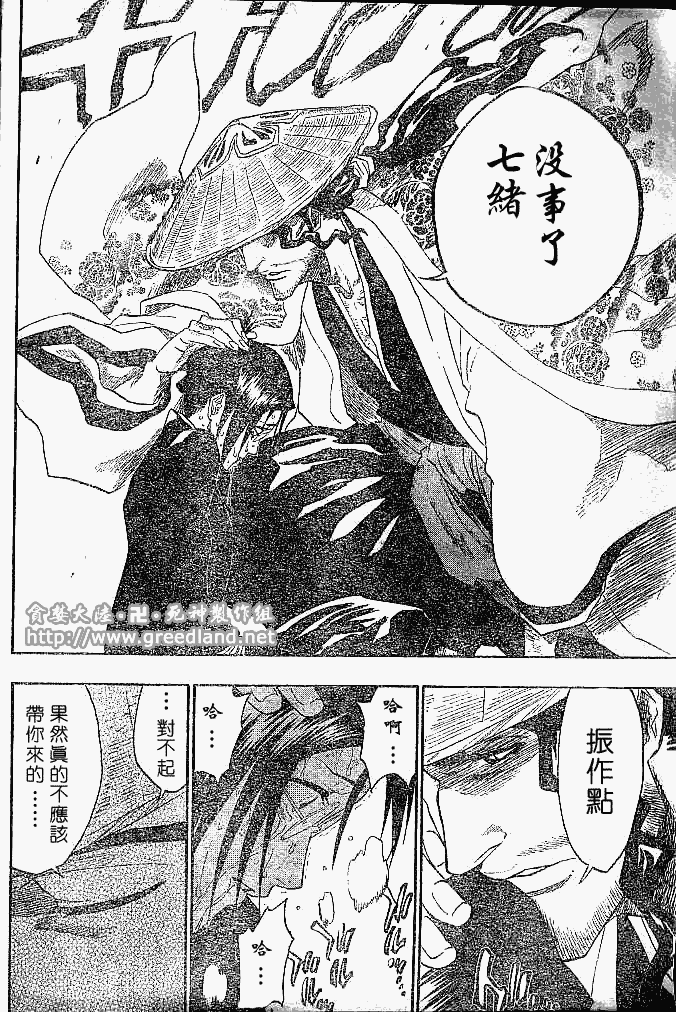 没事了
七緒
貪婪大陸·卍·死神製作組
http://www.greedland.net
振作點
哈啊…
哈…
哈…
…對不起
果然真的不應該
帶你來的……